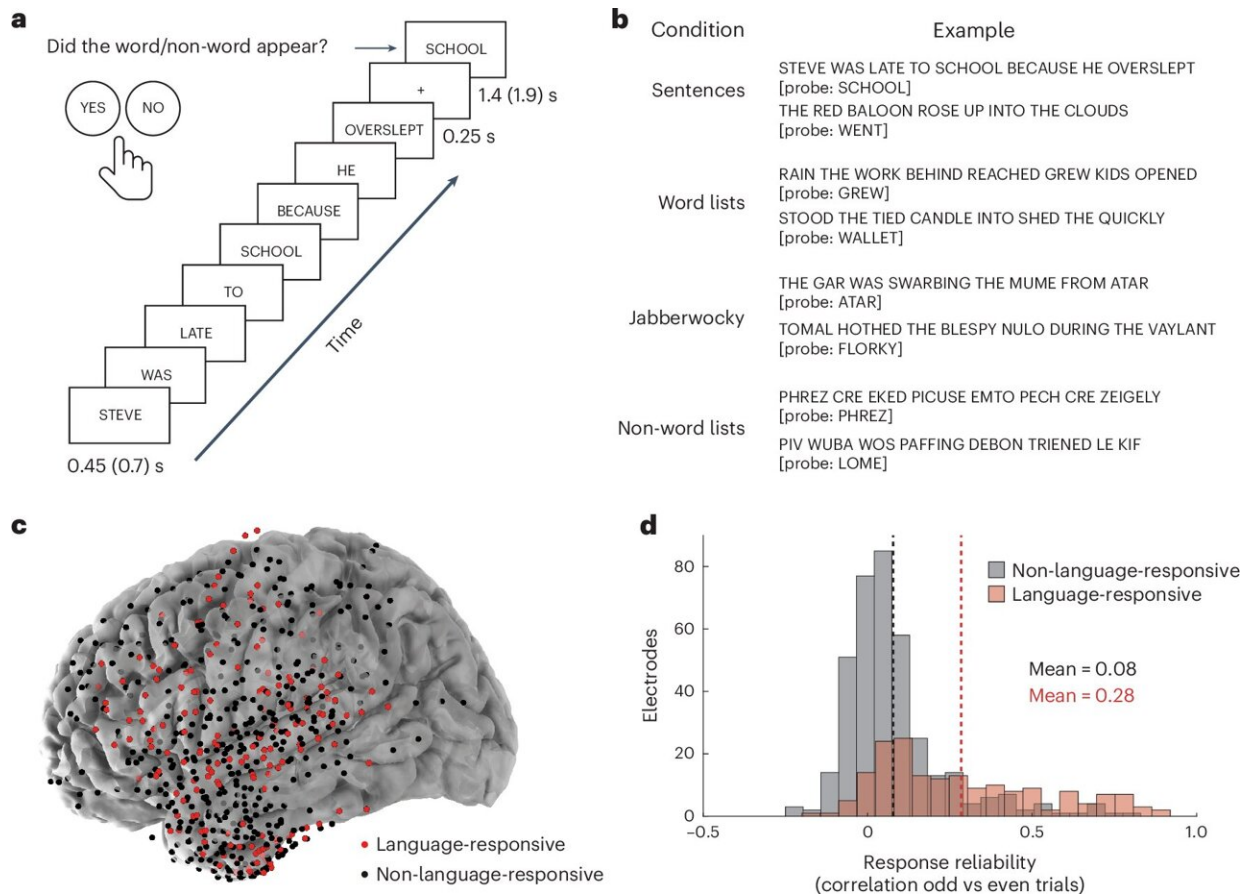 a
Did the word/non-word appear?
YES
NO
SCHOOL
+
1.4 (1.9) s
OVERSLEPT
0.25 s
HE
BECAUSE
SCHOOL
TO
LATE
WAS
STEVE
0.45 (0.7) s
Time
b
Condition
Example
Sentences
STEVE WAS LATE TO SCHOOL BECAUSE HE OVERSLEPT
[probe: SCHOOL]
THE RED BALOON ROSE UP INTO THE CLOUDS
[probe: WENT]
Word lists
RAIN THE WORK BEHIND REACHED GREW KIDS OPENED
[probe: GREW]
STOOD THE TIED CANDLE INTO SHED THE QUICKLY
[probe: WALLET]
Jabberwocky
THE GAR WAS SWARBING THE MUME FROM ATAR
[probe: ATAR]
TOMAL HOTHED THE BLESPY NULO DURING THE VAYLANT
[probe: FLORKY]
Non-word lists
PHREZ CRE EKED PICUSE EMTO PECH CRE ZEIGELY
[probe: PHREZ]
PIV WUBA WOS PAFFING DEBON TRIENED LE KIF
[probe: LOME]
c
Language-responsive
Non-language-responsive
d
Electrodes
80
60
40
20
0
Non-language-responsive
Language-responsive
Mean = 0.08
Mean = 0.28
−0.5
0
0.5
1.0
Response reliability
(correlation odd vs even trials)